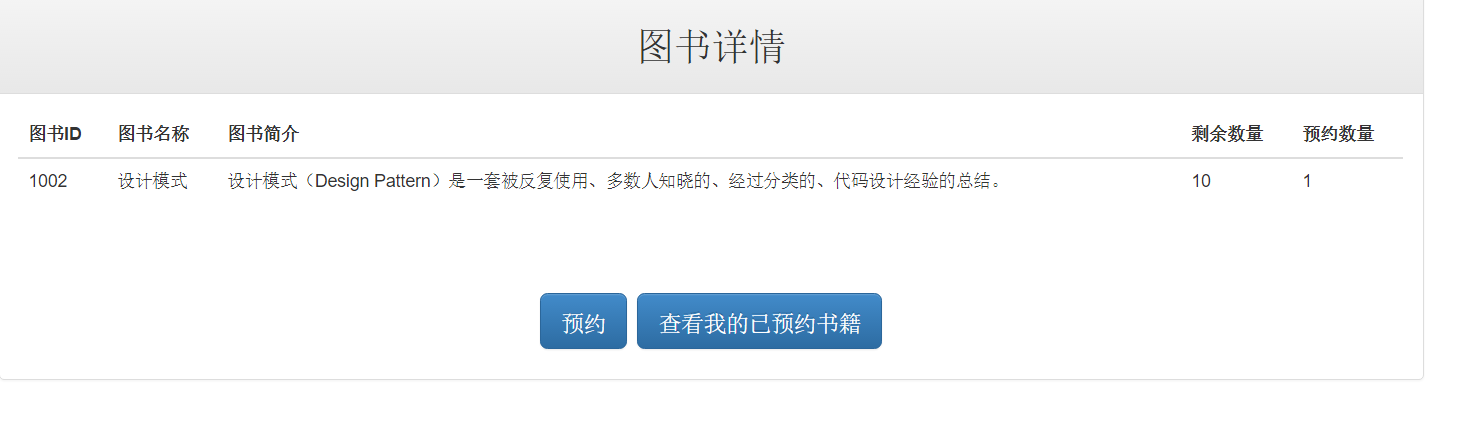 图书详情
图书ID 图书名称 图书简介 剩余数量 预约数量
1002 设计模式 设计模式（Design Pattern）是一套被反复使用、多数人知晓的、经过分类的、代码设计经验的总结。 10 1
预约 查看我的已预约书籍